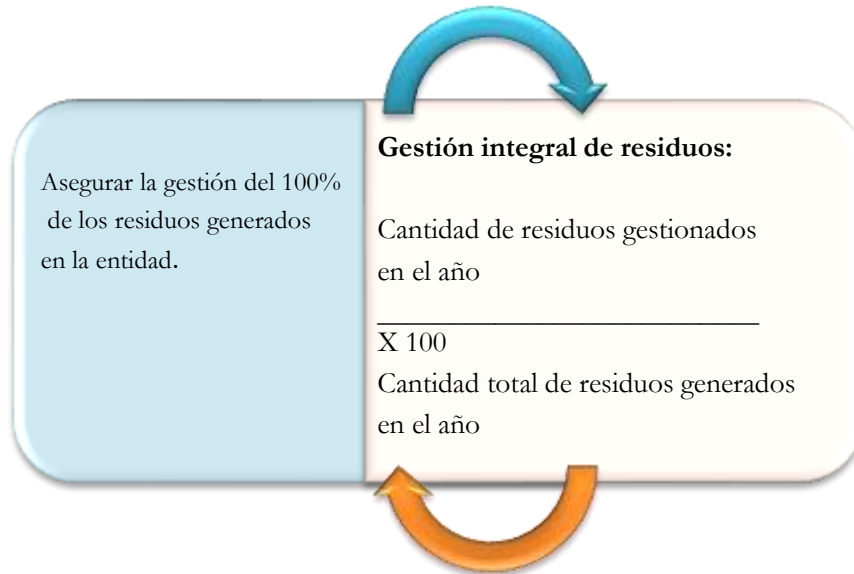 Asegurar la gestión del 100%
de los residuos generados
en la entidad.
Gestión integral de residuos:
Cantidad de residuos gestionados
en el año
____________________________
X 100
Cantidad total de residuos generados
en el año